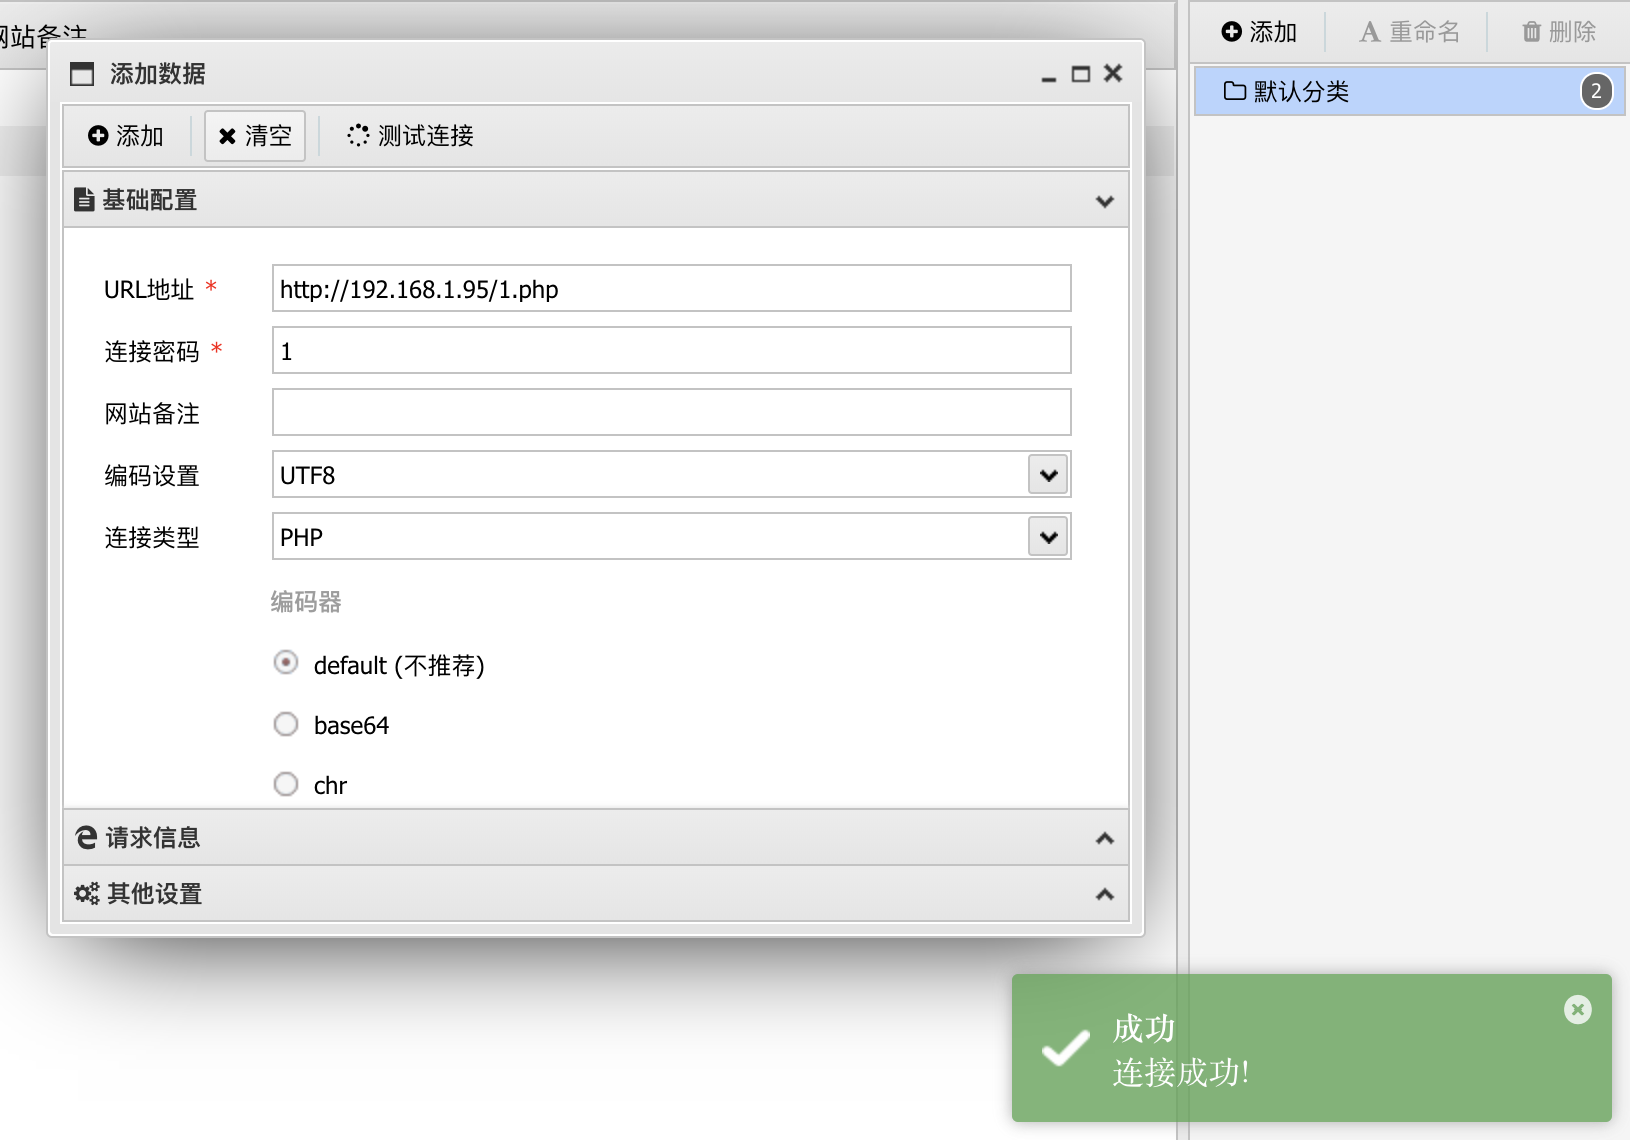 网站备注
添加 重命名 删除
默认分类 2
添加数据
添加 清空 测试连接
基础配置
URL地址 * http://192.168.1.95/1.php
连接密码 * 1
网站备注
编码设置 UTF8
连接类型 PHP
编码器
default (不推荐)
base64
chr
请求信息
其他设置
成功
连接成功!